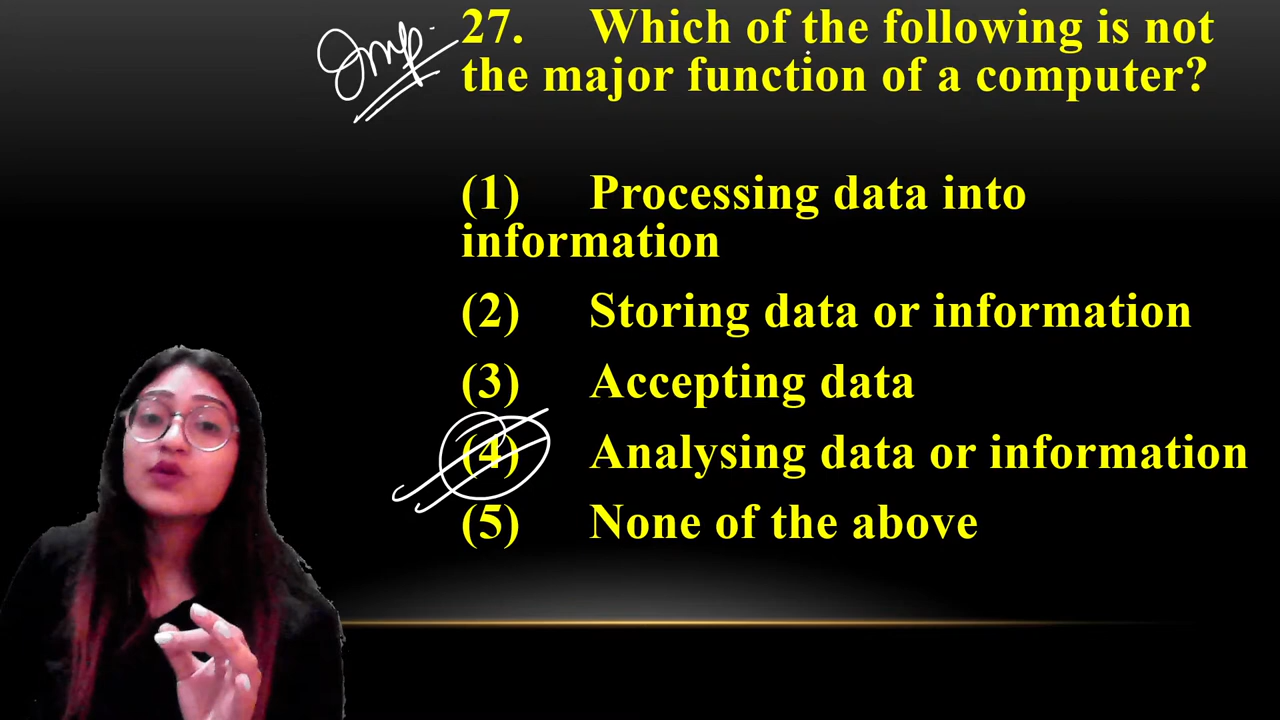 Imp.
27. Which of the following is not
the major function of a computer?
(1) Processing data into
information
(2) Storing data or information
(3) Accepting data
(4) Analysing data or information
(5) None of the above